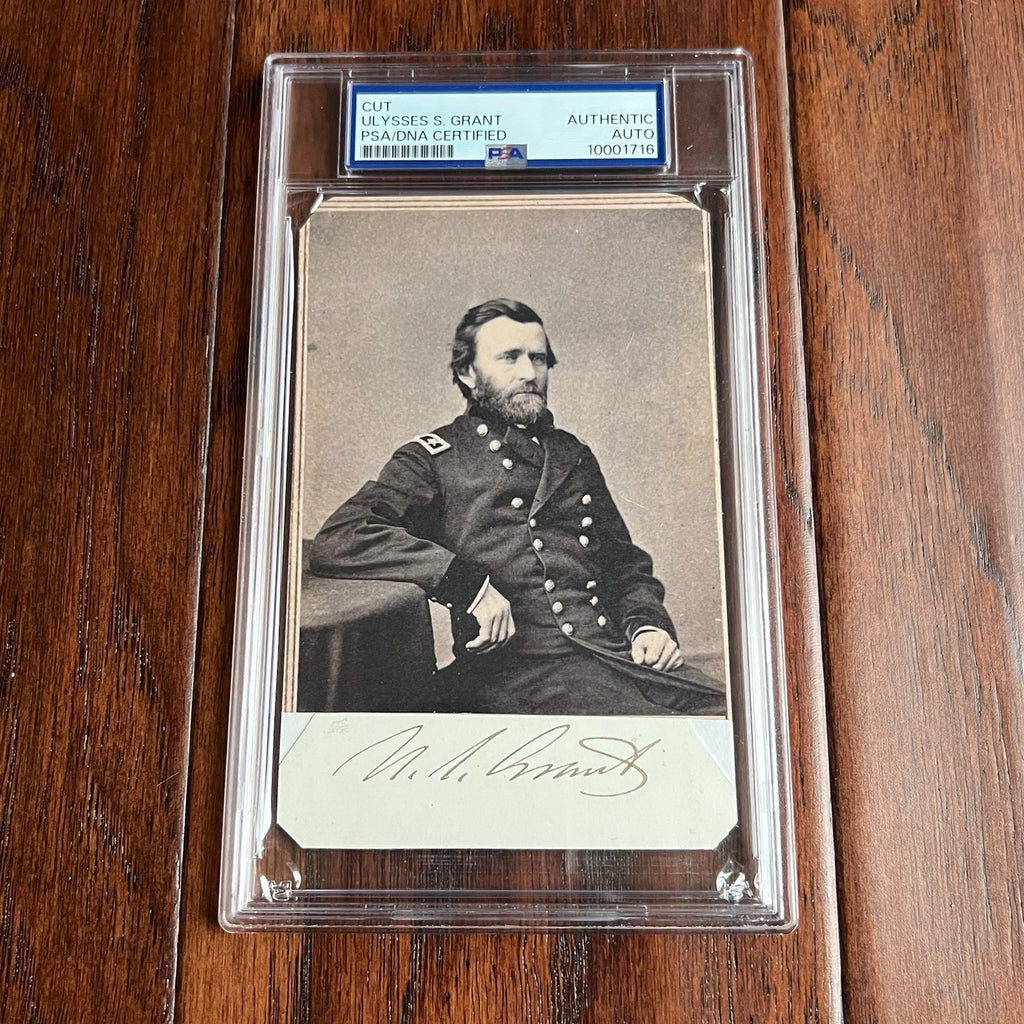 CUT
ULYSSES S. GRANT
PSA/DNA CERTIFIED
AUTHENTIC
AUTO
10001716
PSA
U. S. Grant